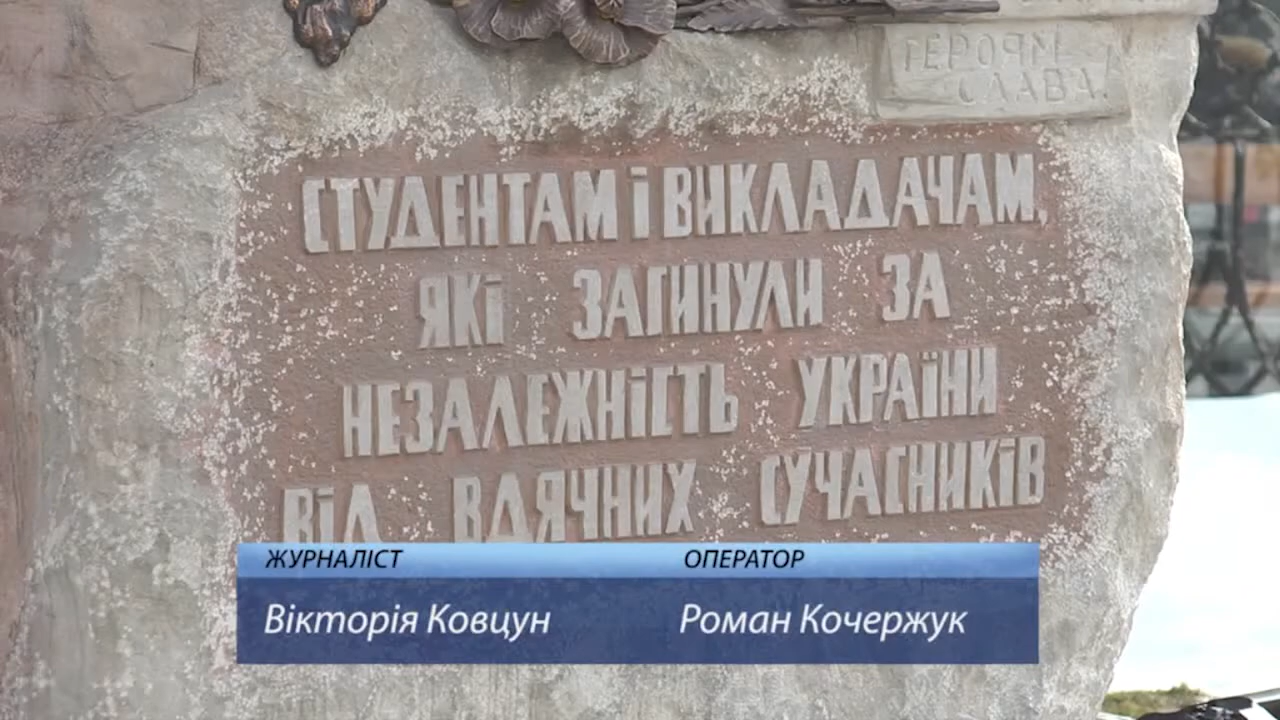 ГЕРОЯМ
СЛАВА!
СТУДЕНТАМ І ВИКЛАДАЧАМ,
ЯКІ ЗАГИНУЛИ ЗА
НЕЗАЛЕЖНІСТЬ УКРАЇНИ
ВІД ВДЯЧНИХ СУЧАСНИКІВ
ЖУРНАЛІСТ ОПЕРАТОР
Вікторія Ковцун Роман Кочержук